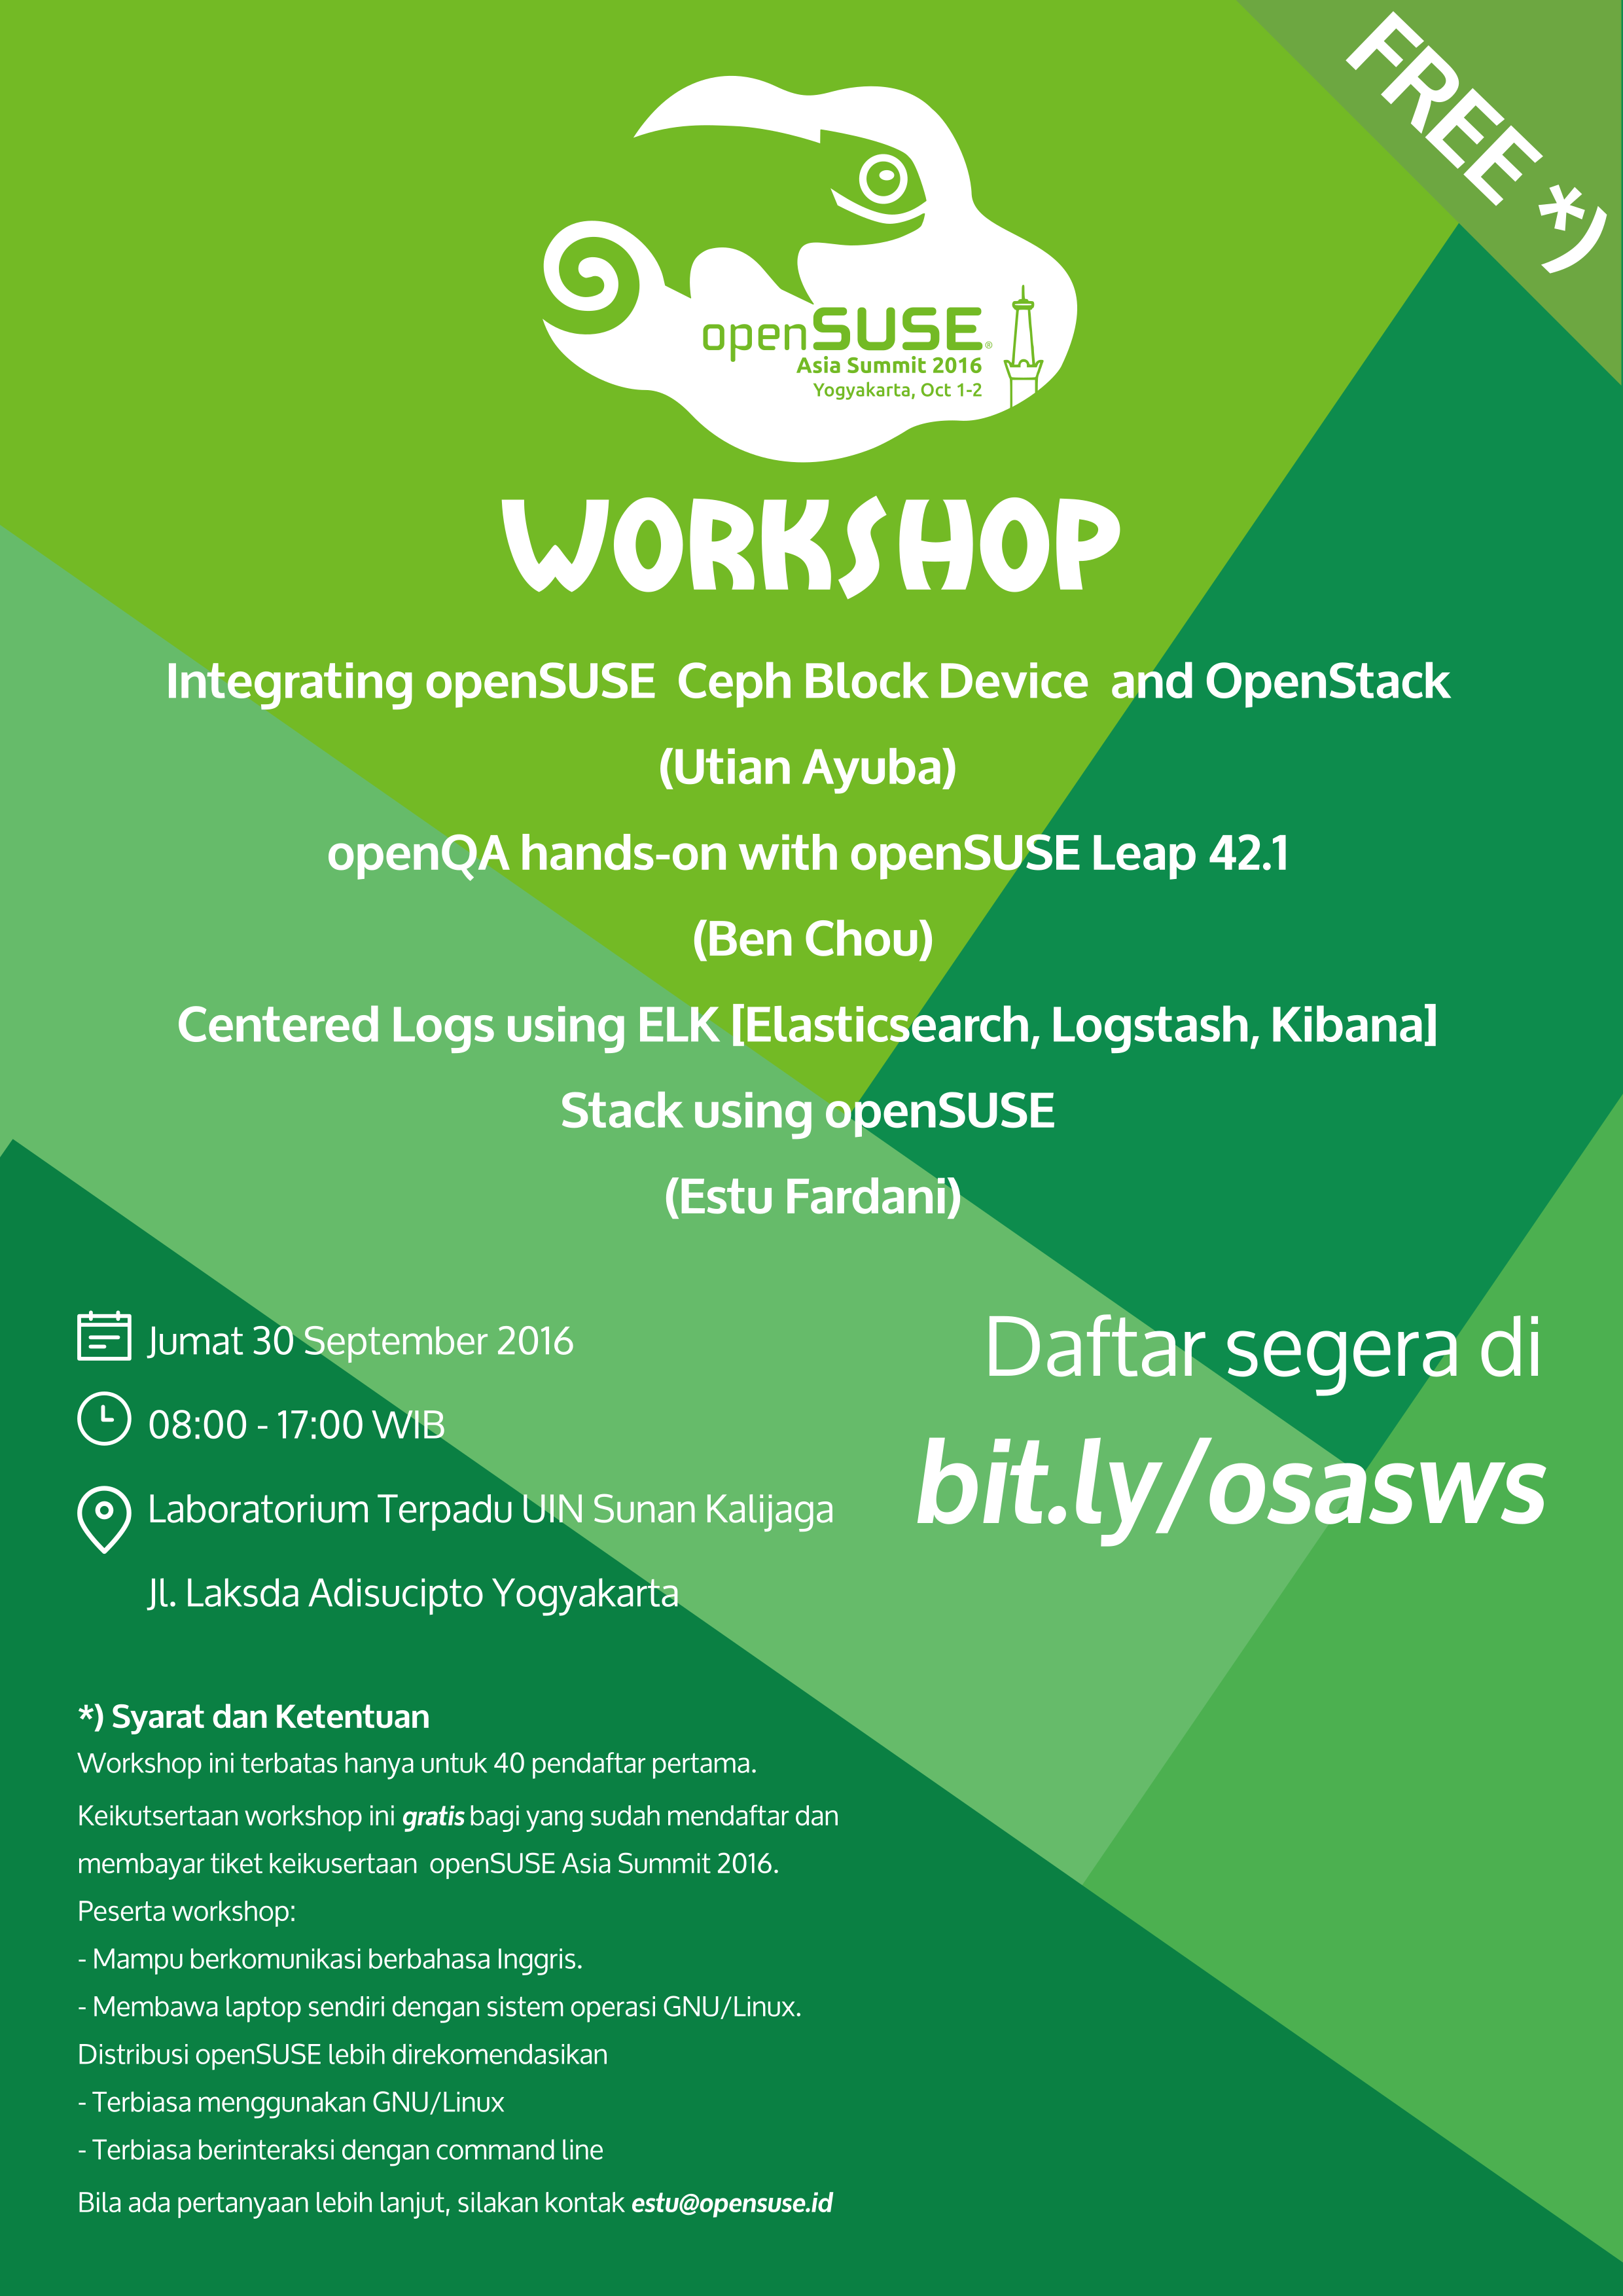 FREE *)
openSUSE®
Asia Summit 2016
Yogyakarta, Oct 1-2
WORKSHOP
Integrating openSUSE  Ceph Block Device  and OpenStack
(Utian Ayuba)
openQA hands-on with openSUSE Leap 42.1
(Ben Chou)
Centered Logs using ELK [Elasticsearch, Logstash, Kibana]
Stack using openSUSE
(Estu Fardani)
Jumat 30 September 2016
08:00 - 17:00 WIB
Laboratorium Terpadu UIN Sunan Kalijaga
Jl. Laksda Adisucipto Yogyakarta
Daftar segera di
bit.ly/osasws
*) Syarat dan Ketentuan
Workshop ini terbatas hanya untuk 40 pendaftar pertama.
Keikutsertaan workshop ini gratis bagi yang sudah mendaftar dan
membayar tiket keikusertaan  openSUSE Asia Summit 2016.
Peserta workshop:
- Mampu berkomunikasi berbahasa Inggris.
- Membawa laptop sendiri dengan sistem operasi GNU/Linux.
Distribusi openSUSE lebih direkomendasikan
- Terbiasa menggunakan GNU/Linux
- Terbiasa berinteraksi dengan command line
Bila ada pertanyaan lebih lanjut, silakan kontak estu@opensuse.id